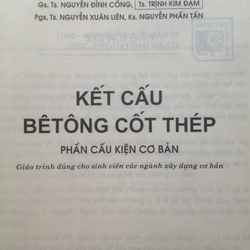 Gs, Ts. NGUYỄN ĐÌNH CỐNG, Ts. TRỊNH KIM ĐẠM
Pgs, Ts. NGUYỄN XUÂN LIÊN, Ks. NGUYỄN PHẤN TẤN
KẾT CẤU
BÊTÔNG CỐT THÉP
PHẦN CẤU KIỆN CƠ BẢN
Giáo trình dùng cho sinh viên các ngành xây dựng cơ bản